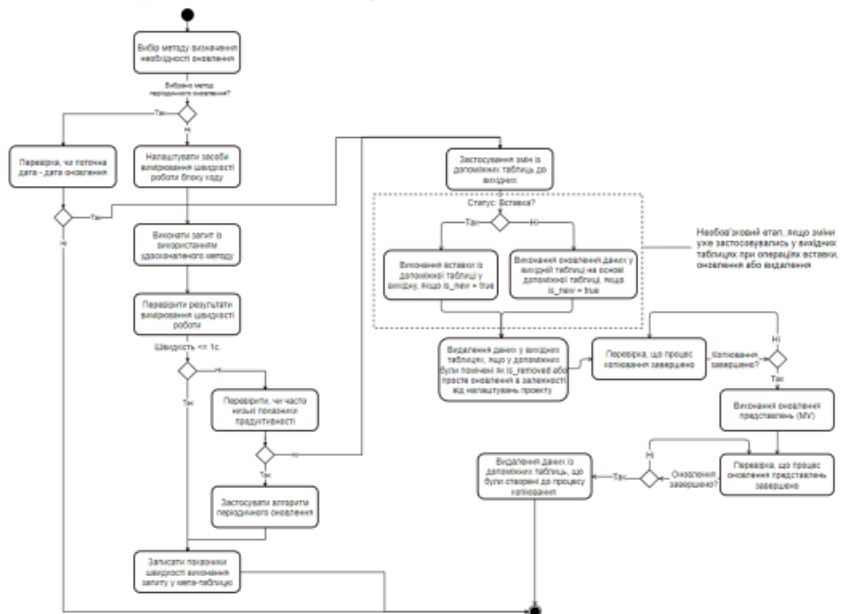 Вибір методу визначення
необхідності оновлення
Вибрано метод
періодичного оновлення?
Так
Ні
Перевірка, чи поточна
дата - дата оновлення
Так
Ні
Налаштувати засоби
вимірювання швидкості
роботи блоку коду
Виконати запит із
використанням
удосконаленого методу
Перевірити результати
вимірювання швидкості
роботи
Швидкість <= 1с.
Ні
Так
Перевірити, чи часто
низькі показники
продуктивності
Ні
Так
Застосувати алгоритм
періодичного оновлення
Записати показники
швидкості виконання
запиту у мета-таблицю
Застосування змін із
допоміжних таблиць до
вихідних
Статус: Вставка?
Так
Ні
Виконання вставки із
допоміжної таблиці у
вихідну, якщо is_new = true
Виконання оновлення даних у
вихідній таблиці на основі
допоміжної таблиці, якщо
is_new = true
Необов'язковий етап, якщо зміни
уже застосовувались у вихідних
таблицях при операціях вставки,
оновлення або видалення
Видалення даних у вихідних
таблицях, якщо у допоміжних
були помічені як is_removed або
просте оновлення в залежності
від налаштувань проекту
Перевірка, що процес
копіювання завершено
Копіювання
завершено?
Ні
Так
Виконання оновлення
представлень (MV)
Перевірка, що процес
оновлення представлень
завершено
Оновлення
завершено?
Ні
Так
Видалення даних із
допоміжних таблиць, що
були створені до процесу
копіювання